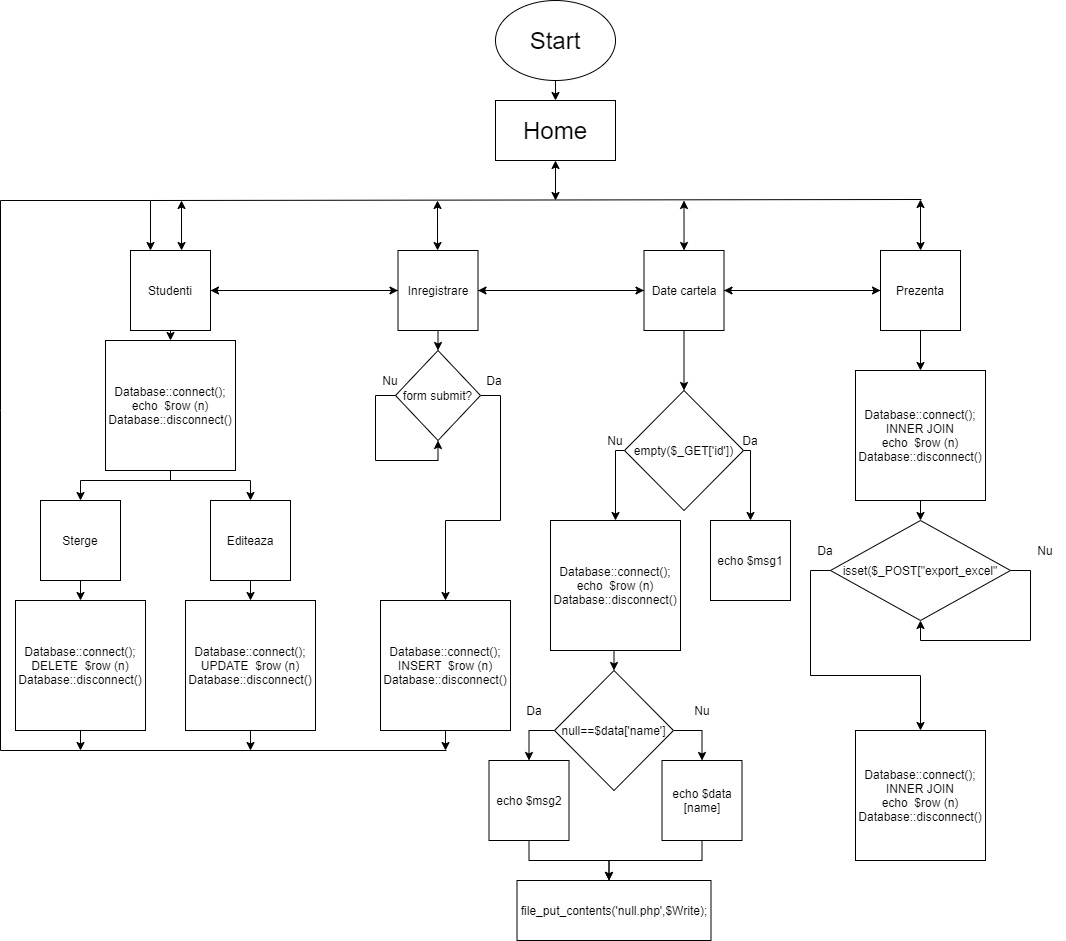 Start
Home
Studenti
Inregistrare
Date cartela
Prezenta
Database::connect();
echo $row (n)
Database::disconnect()
Nu
Da
form submit?
Nu
Da
empty($_GET['id'])
Database::connect();
INNER JOIN
echo $row (n)
Database::disconnect()
Sterge
Editeaza
Database::connect();
echo $row (n)
Database::disconnect()
echo $msg1
Da
Nu
isset($_POST["export_excel"
Database::connect();
DELETE $row (n)
Database::disconnect()
Database::connect();
UPDATE $row (n)
Database::disconnect()
Database::connect();
INSERT $row (n)
Database::disconnect()
Da
Nu
null==$data['name']
echo $msg2
echo $data
[name]
Database::connect();
INNER JOIN
echo $row (n)
Database::disconnect()
file_put_contents('null.php',$Write);